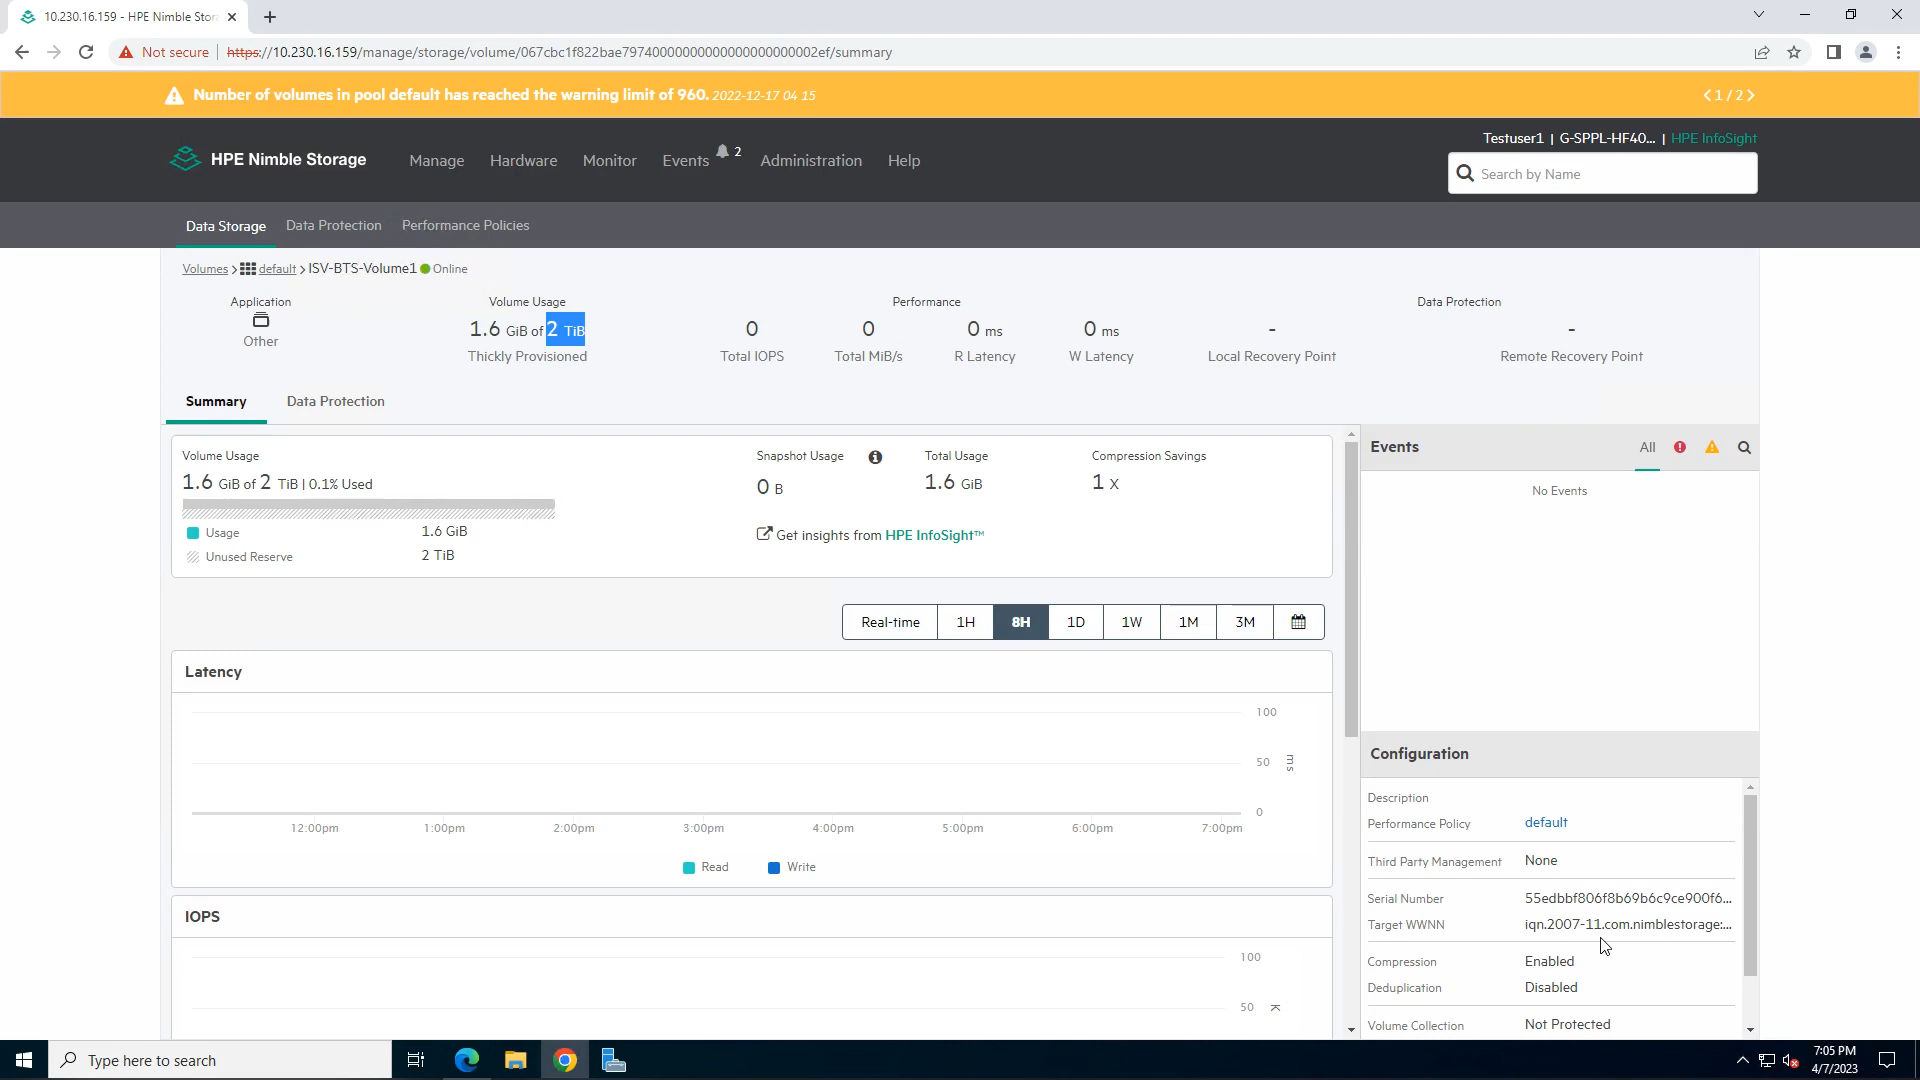 10.230.16.159 - HPE Nimble Stor
Not secure | https://10.230.16.159/manage/storage/volume/067cbc1f822bae797400000000000000000000002ef/summary
Number of volumes in pool default has reached the warning limit of 960. 2022-12-17 04 15
1 / 2
Testuser1 | G-SPPL-HF40... | HPE InfoSight
HPE Nimble Storage Manage Hardware Monitor Events 2 Administration Help
Search by Name
Data Storage Data Protection Performance Policies
Volumes > default > ISV-BTS-Volume1 Online
Application Volume Usage Performance Data Protection
1.6 GiB of 2 TiB 0 0 0 ms 0 ms - -
Other Thickly Provisioned Total IOPS Total MiB/s R Latency W Latency Local Recovery Point Remote Recovery Point
Summary Data Protection
Volume Usage Snapshot Usage Total Usage Compression Savings
1.6 GiB of 2 TiB | 0.1% Used 0 B 1.6 GiB 1 X
Usage 1.6 GiB
Unused Reserve 2 TiB
Get insights from HPE InfoSight™
Real-time 1H 8H 1D 1W 1M 3M
Latency
100
50 ms
0
12:00pm 1:00pm 2:00pm 3:00pm 4:00pm 5:00pm 6:00pm 7:00pm
Read Write
IOPS
100
50 K
Events All
No Events
Configuration
Description
Performance Policy default
Third Party Management None
Serial Number 55edbbf806f8b69b6c9ce900f6...
Target WWNN iqn.2007-11.com.nimblestorage:...
Compression Enabled
Deduplication Disabled
Volume Collection Not Protected
Type here to search
7:05 PM
4/7/2023